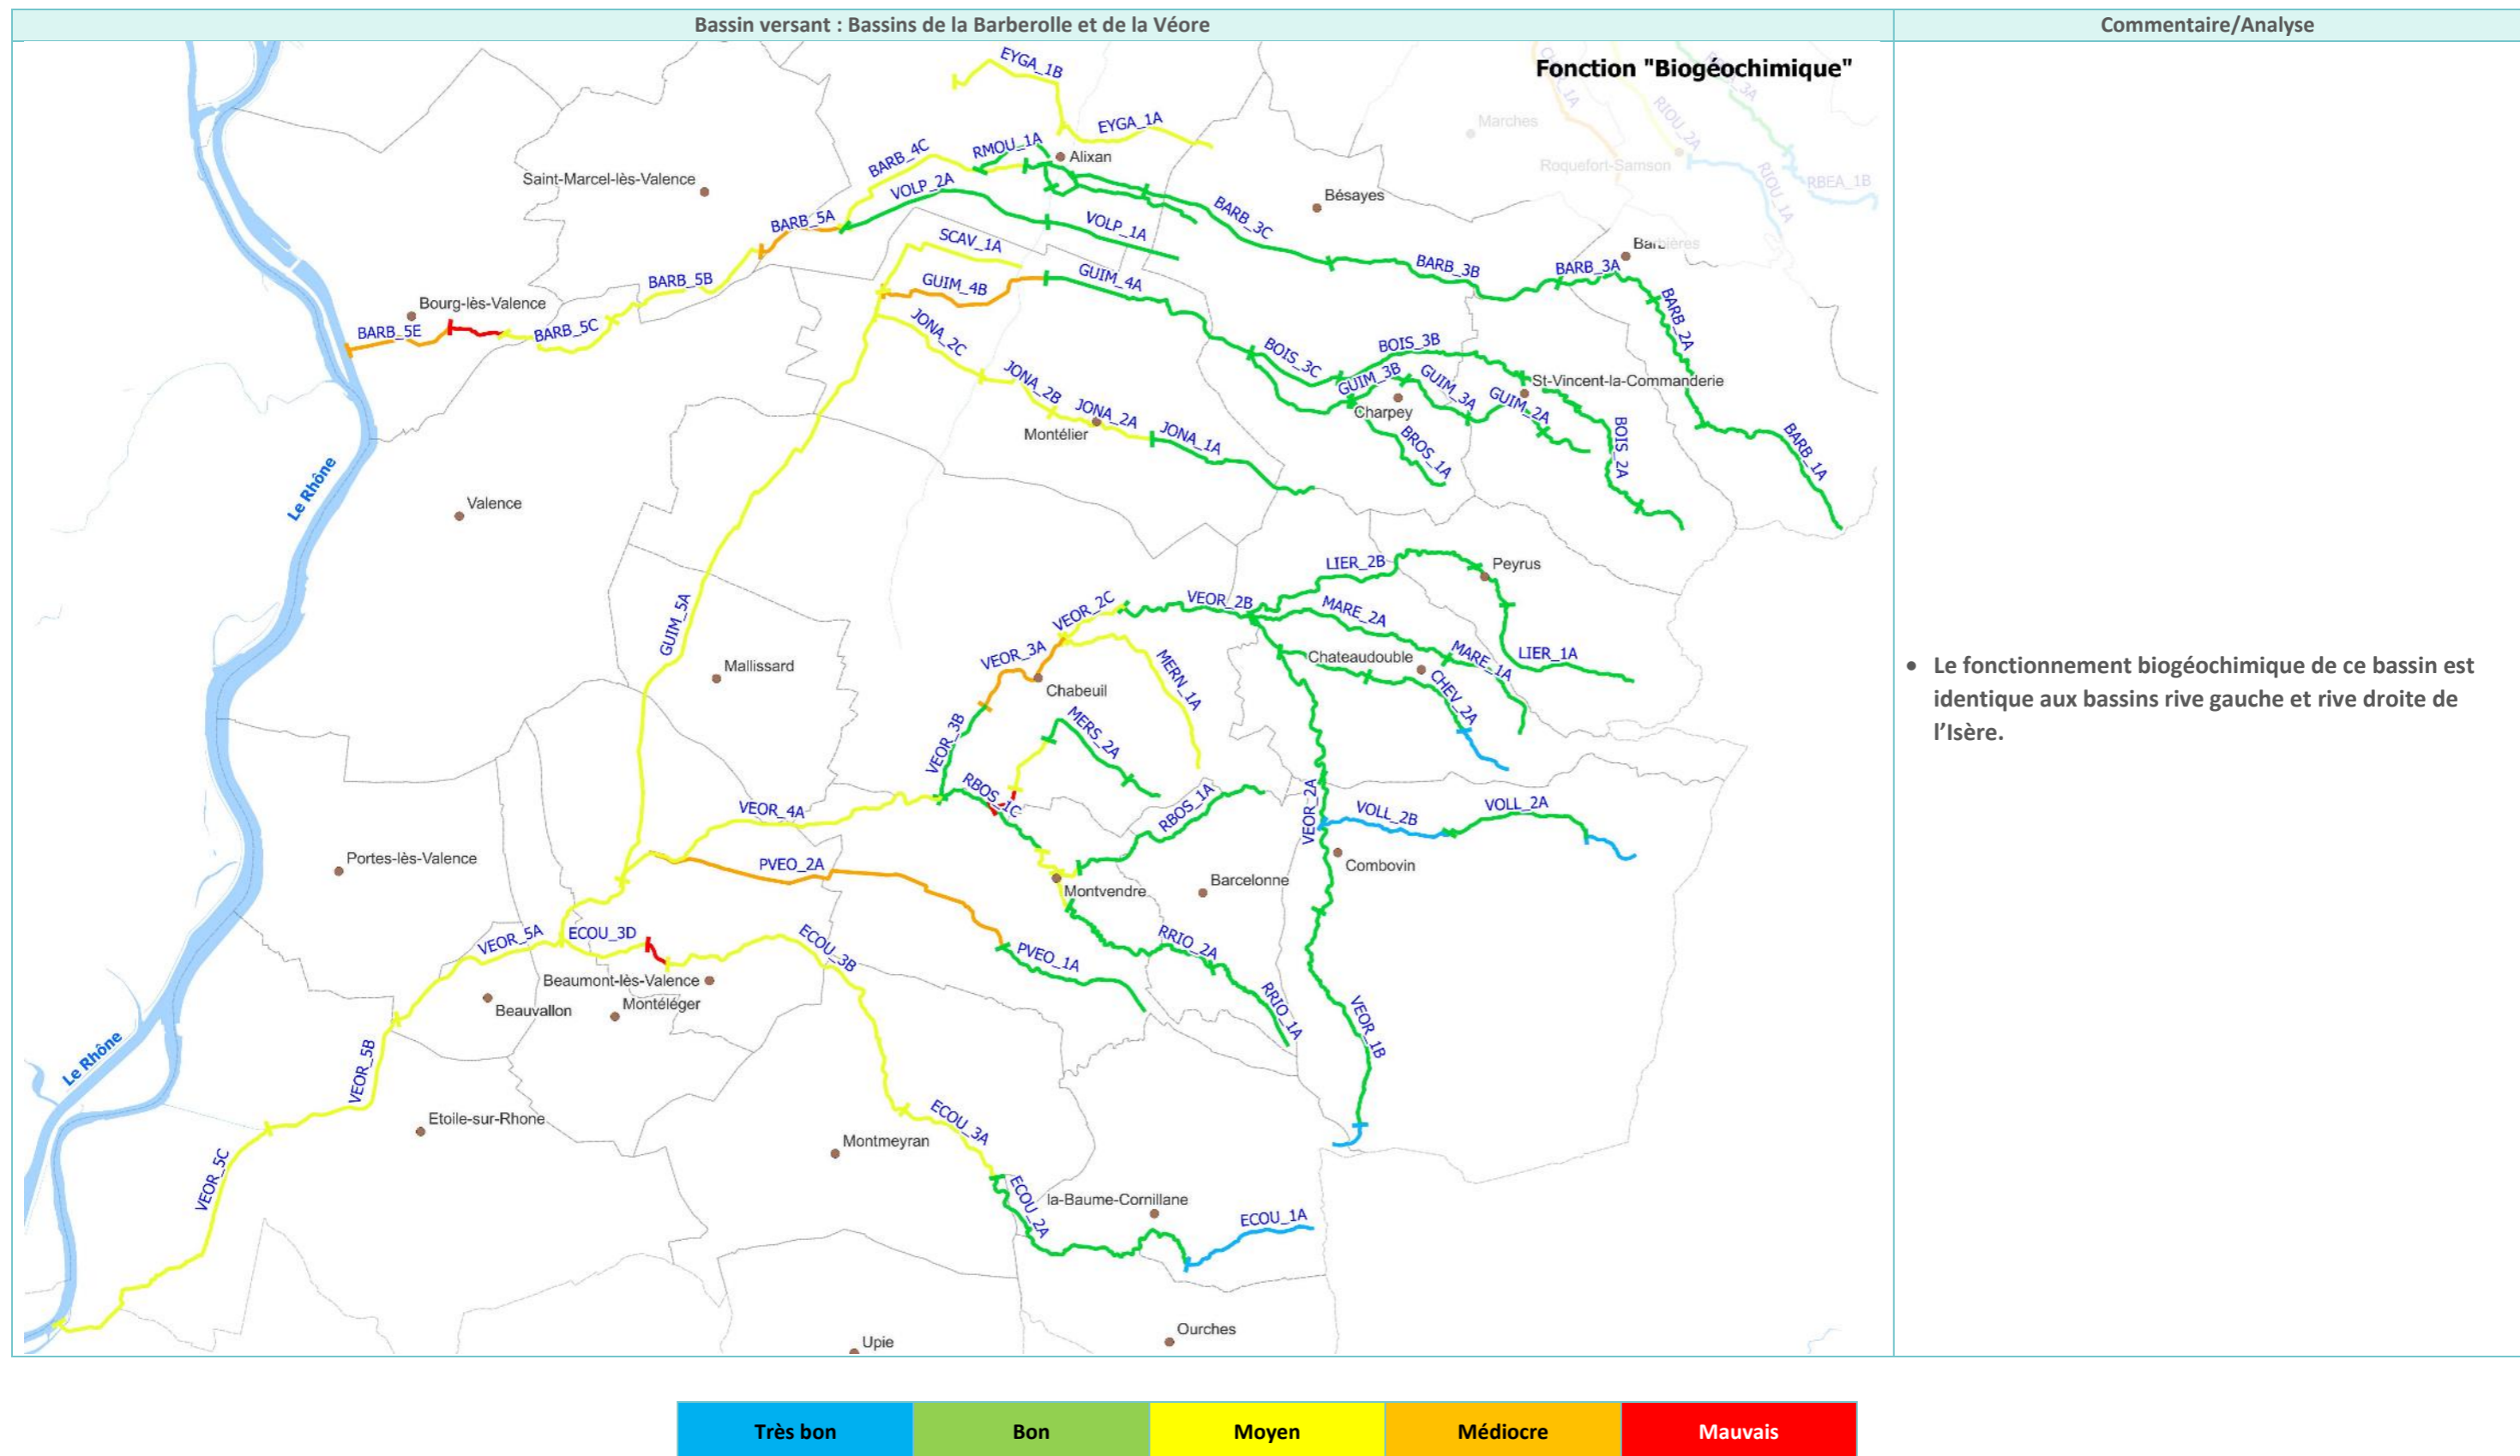 Bassin versant : Bassins de la Barberolle et de la Véore
Commentaire/Analyse
Fonction "Biogéochimique"
EYGA_1B
EYGA_1A
RIOU_2A
Marches
Roquefort-Samson
RIOU_1A
RBEA_1B
BARB_4C
RMOU_1A
Alixan
Saint-Marcel-lès-Valence
VOLP_2A
Bésayes
BARB_3C
BARB_5A
VOLP_1A
SCAV_1A
Barbières
BARB_3B
BARB_3A
GUIM_4B
GUIM_4A
BARB_5B
BARB_2A
Bourg-lès-Valence
BARB_5E
BARB_5C
JONA_2C
BOIS_3C
BOIS_3B
GUIM_3B
GUIM_3A
St-Vincent-la-Commanderie
GUIM_2A
JONA_2B
JONA_2A
Charpey
Montélier
JONA_1A
BROS_1A
BOIS_2A
BARB_1A
Le Rhône
Valence
LIER_2B
Peyrus
VEOR_2C
VEOR_2B
MARE_2A
GUIM_5A
Mallissard
VEOR_3A
MERN_1A
Chateaudouble
MARE_1A
LIER_1A
Chabeuil
CHEV_2A
MERS_2A
VEOR_3B
RBOS_1C
RBOS_1A
VEOR_2A
VOLL_2B
VOLL_2A
VEOR_4A
Portes-lès-Valence
PVEO_2A
Combovin
Montvendre
Barcelonne
VEOR_5A
ECOU_3D
ECOU_3B
RRIO_2A
PVEO_1A
Beaumont-lès-Valence
Beauvallon
Montéléger
RRIO_1A
VEOR_1B
Le Rhône
VEOR_5B
Etoile-sur-Rhone
ECOU_3A
Montmeyran
VEOR_5C
ECOU_2A
la-Baume-Cornillane
ECOU_1A
Upie
Ourches
• Le fonctionnement biogéochimique de ce bassin est
identique aux bassins rive gauche et rive droite de
l’Isère.
Très bon
Bon
Moyen
Médiocre
Mauvais